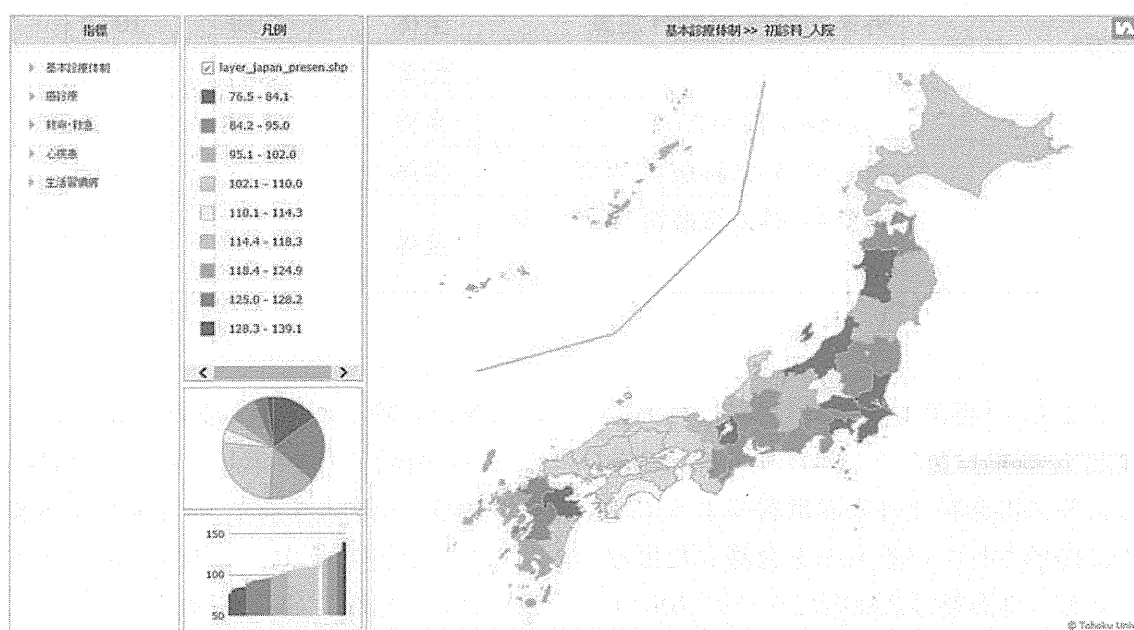 指標
基本診療体制
癌診療
救命・救急
心疾患
生活習慣病
凡例
layer_japan_presen.shp
76.5 - 84.1
84.2 - 95.0
95.1 - 102.0
102.1 - 110.0
110.1 - 114.3
114.4 - 118.3
118.4 - 124.9
125.0 - 128.2
128.3 - 139.1
150
100
50
基本診療体制 >> 初診料_入院
© Tohoku Univ